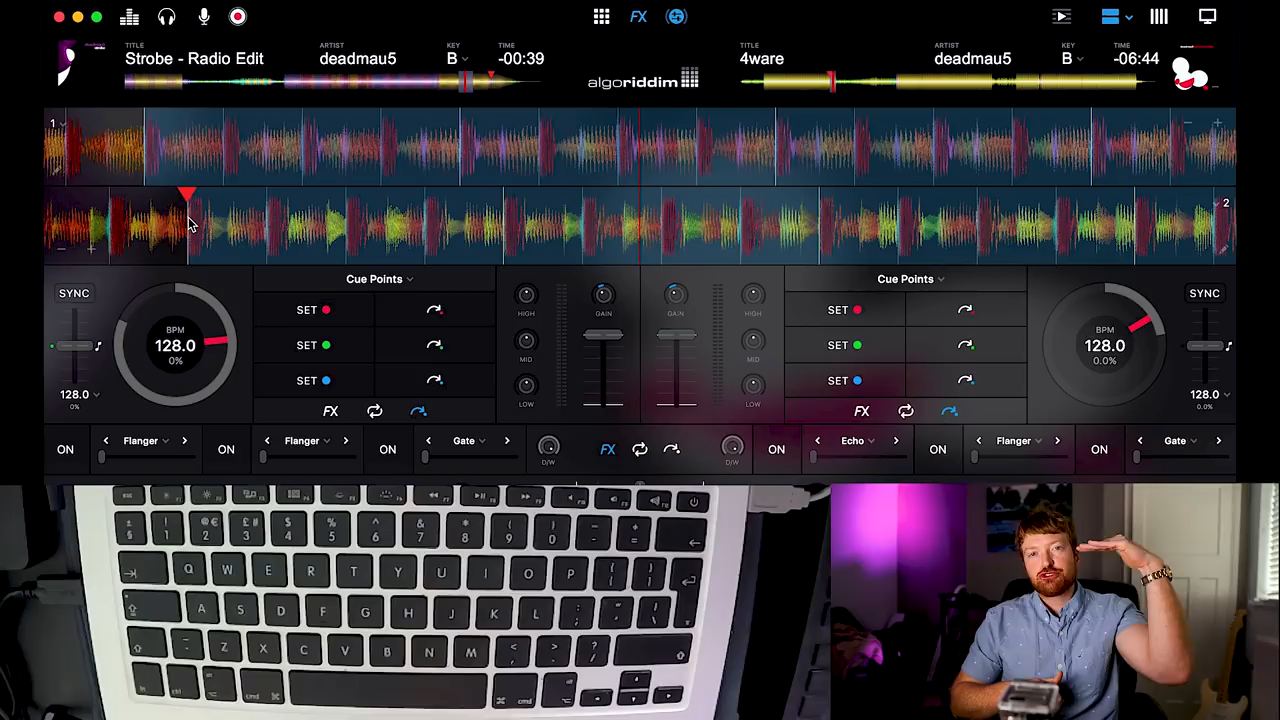 FX
TITLE ARTIST KEY TIME
Strobe - Radio Edit deadmau5 B -00:39
TITLE ARTIST KEY TIME
4ware deadmau5 B -06:44
algoriddim
1
2
SYNC Cue Points HIGH GAIN GAIN HIGH Cue Points SYNC
SET SET
BPM BPM
128.0 SET MID MID SET 128.0
0% 0.0%
128.0 SET LOW LOW SET 128.0
0% 0.0%
FX FX
ON Flanger ON Flanger ON Gate D/W FX D/W ON Echo ON Flanger ON Gate
Q W E R T Y U I O P
A S D F G H J K L
Z X C V B N M